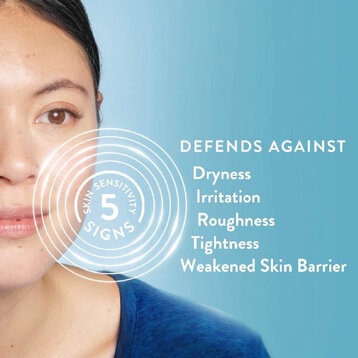 DEFENDS AGAINST
Dryness
Irritation
Roughness
Tightness
Weakened Skin Barrier
SKIN SENSITIVITY
5
SIGNS